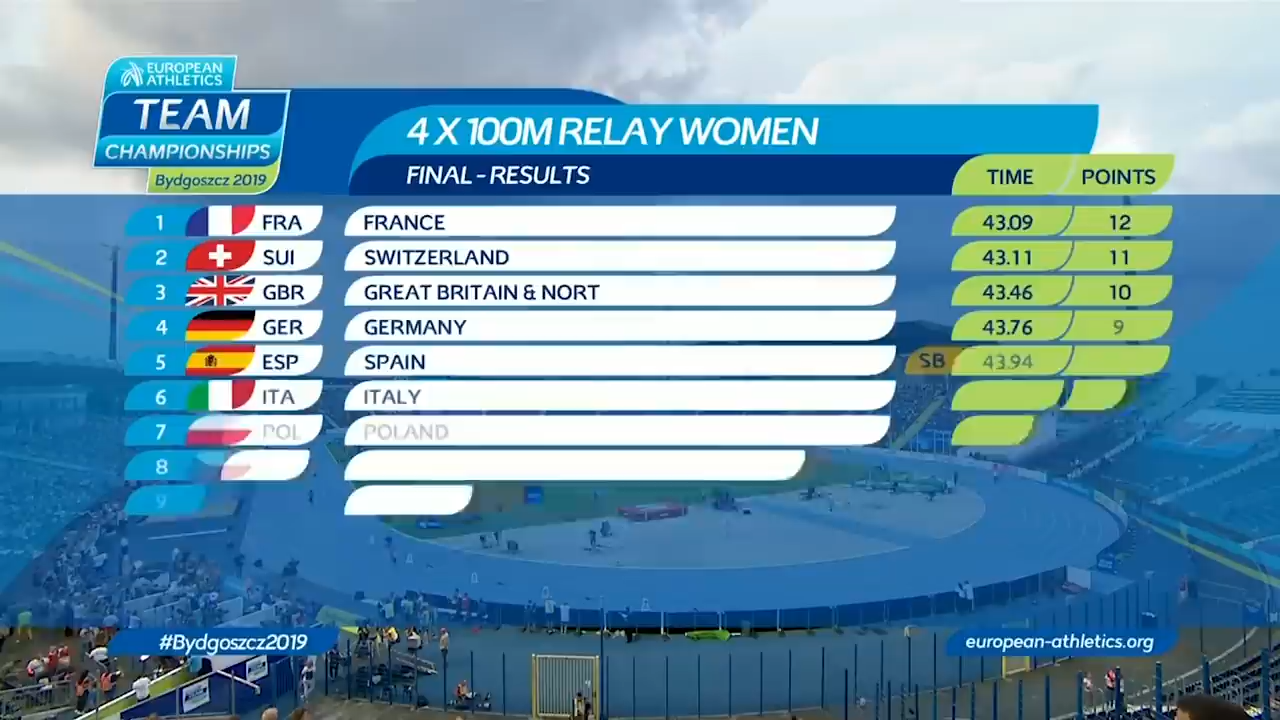 EUROPEAN
ATHLETICS
TEAM
CHAMPIONSHIPS
Bydgoszcz 2019
4 X 100M RELAY WOMEN
FINAL - RESULTS TIME POINTS
1 FRA FRANCE 43.09 12
2 SUI SWITZERLAND 43.11 11
3 GBR GREAT BRITAIN & NORT 43.46 10
4 GER GERMANY 43.76 9
5 ESP SPAIN SB 43.94
6 ITA ITALY
7 POL POLAND
8
9
#Bydgoszcz2019 european-athletics.org